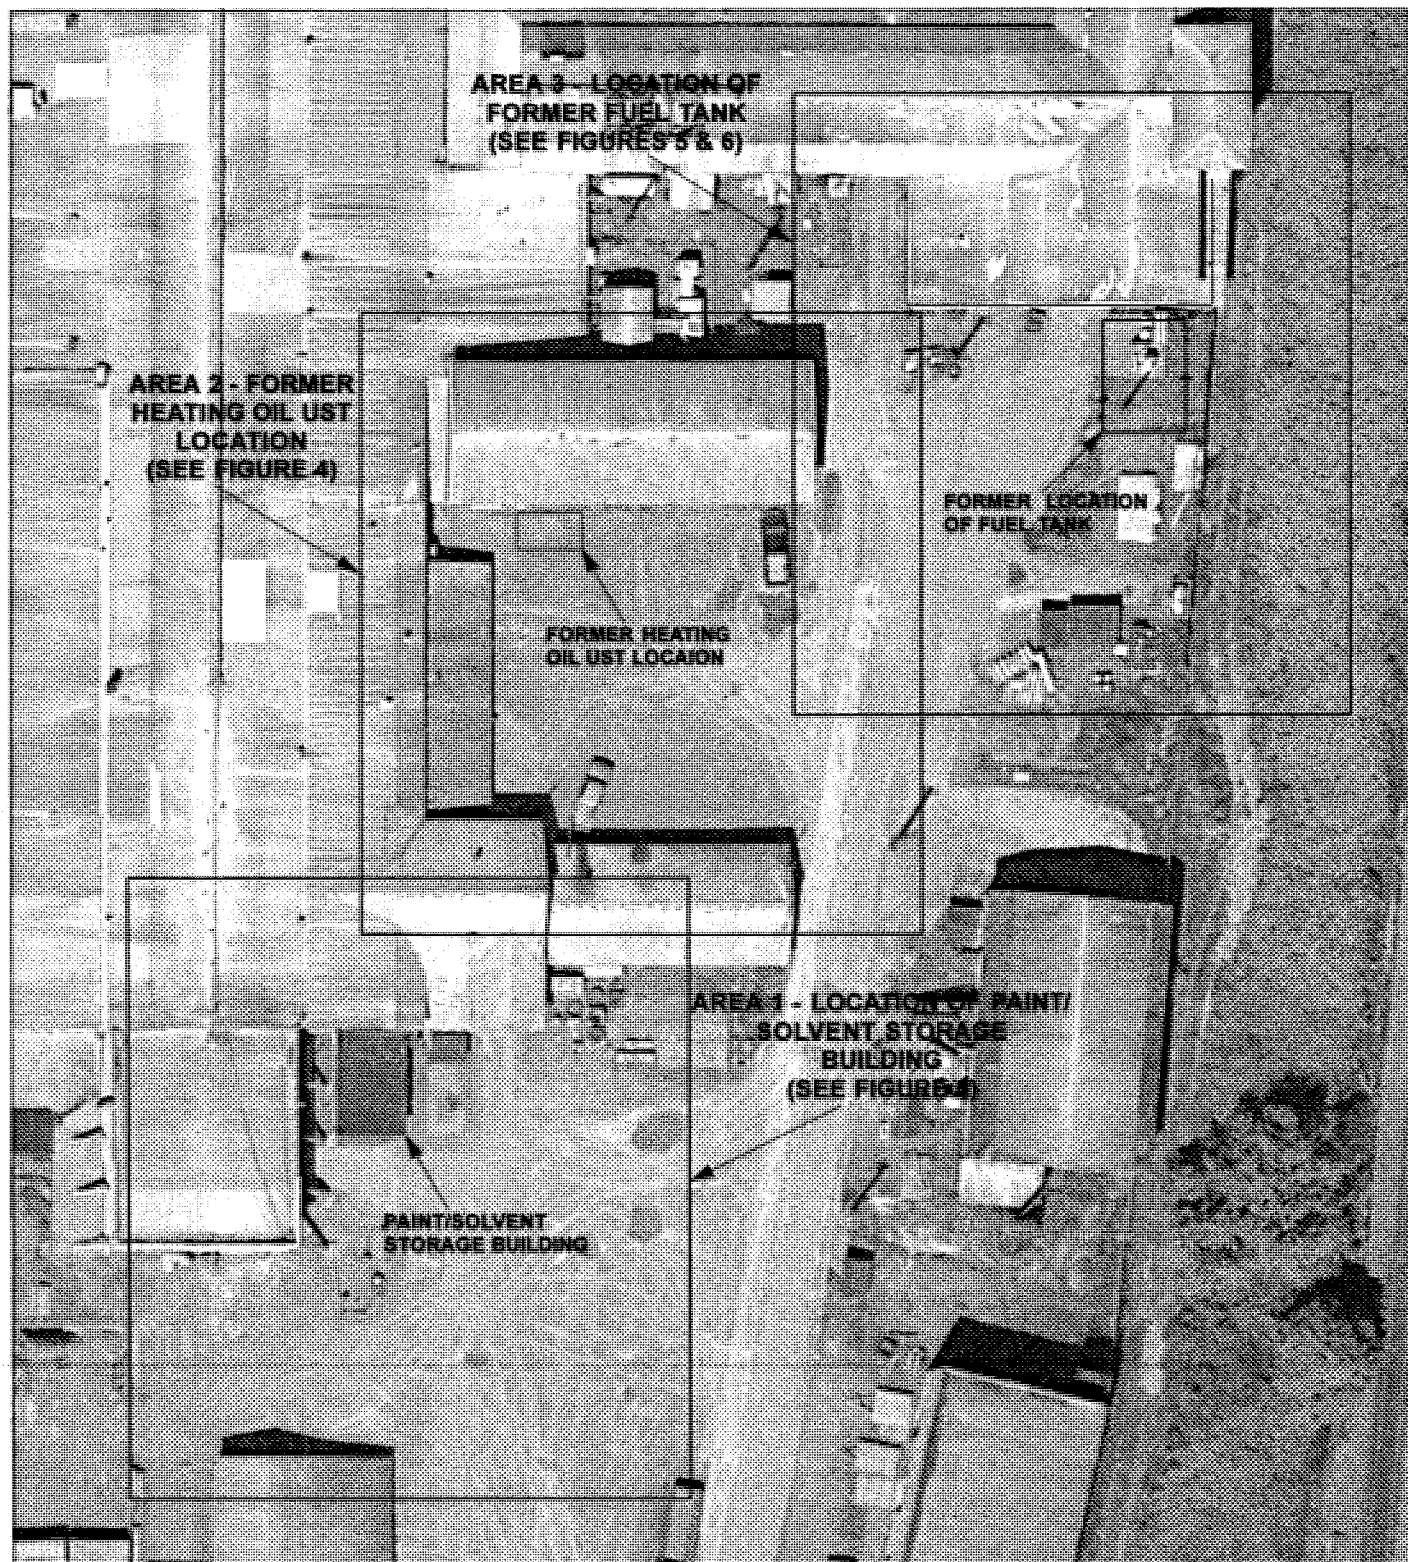 AREA 3 - LOCATION OF
FORMER FUEL TANK
(SEE FIGURES 5 & 6)
AREA 2 - FORMER
HEATING OIL UST
LOCATION
(SEE FIGURE 4)
FORMER LOCATION
OF FUEL TANK
FORMER HEATING
OIL UST LOCAION
AREA 1 - LOCATION OF PAINT/
SOLVENT STORAGE
BUILDING
(SEE FIGURE
PAINT/SOLVENT
STORAGE BUILDING